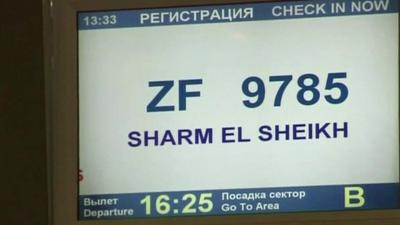 13:33 РЕГИСТРАЦИЯ CHECK IN NOW
ZF 9785
SHARM EL SHEIKH
Вылет 16:25 Посадка сектор B
Departure Go To Area